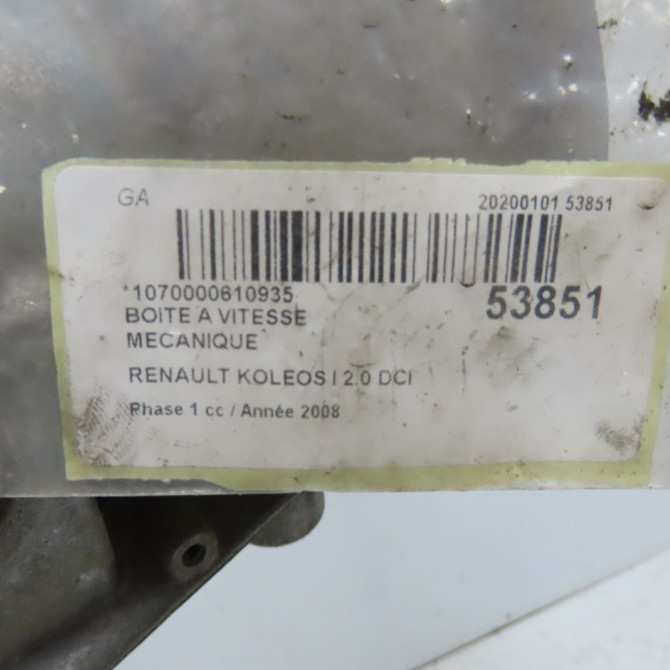 GA 20200101 53851
*1070000610935 53851
BOITE A VITESSE
MECANIQUE
RENAULT KOLEOS I 2.0 DCI
Phase 1 cc / Année 2008